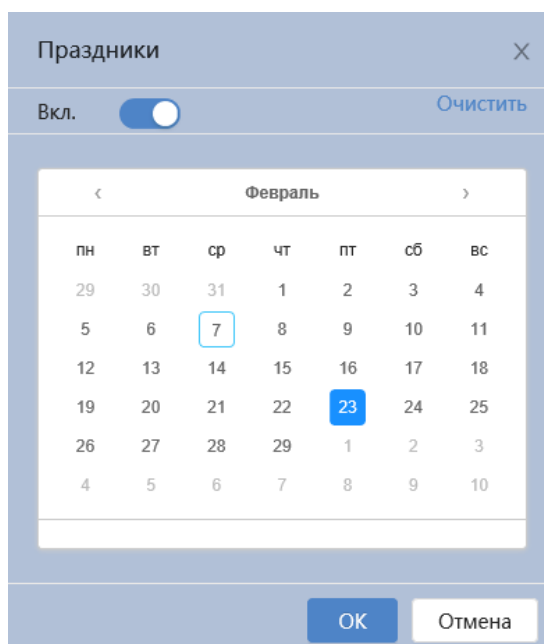 Праздники
Вкл. Очистить
Февраль
пн вт ср чт пт сб вс
29 30 31 1 2 3 4
5 6 7 8 9 10 11
12 13 14 15 16 17 18
19 20 21 22 23 24 25
26 27 28 29 1 2 3
4 5 6 7 8 9 10
OK Отмена